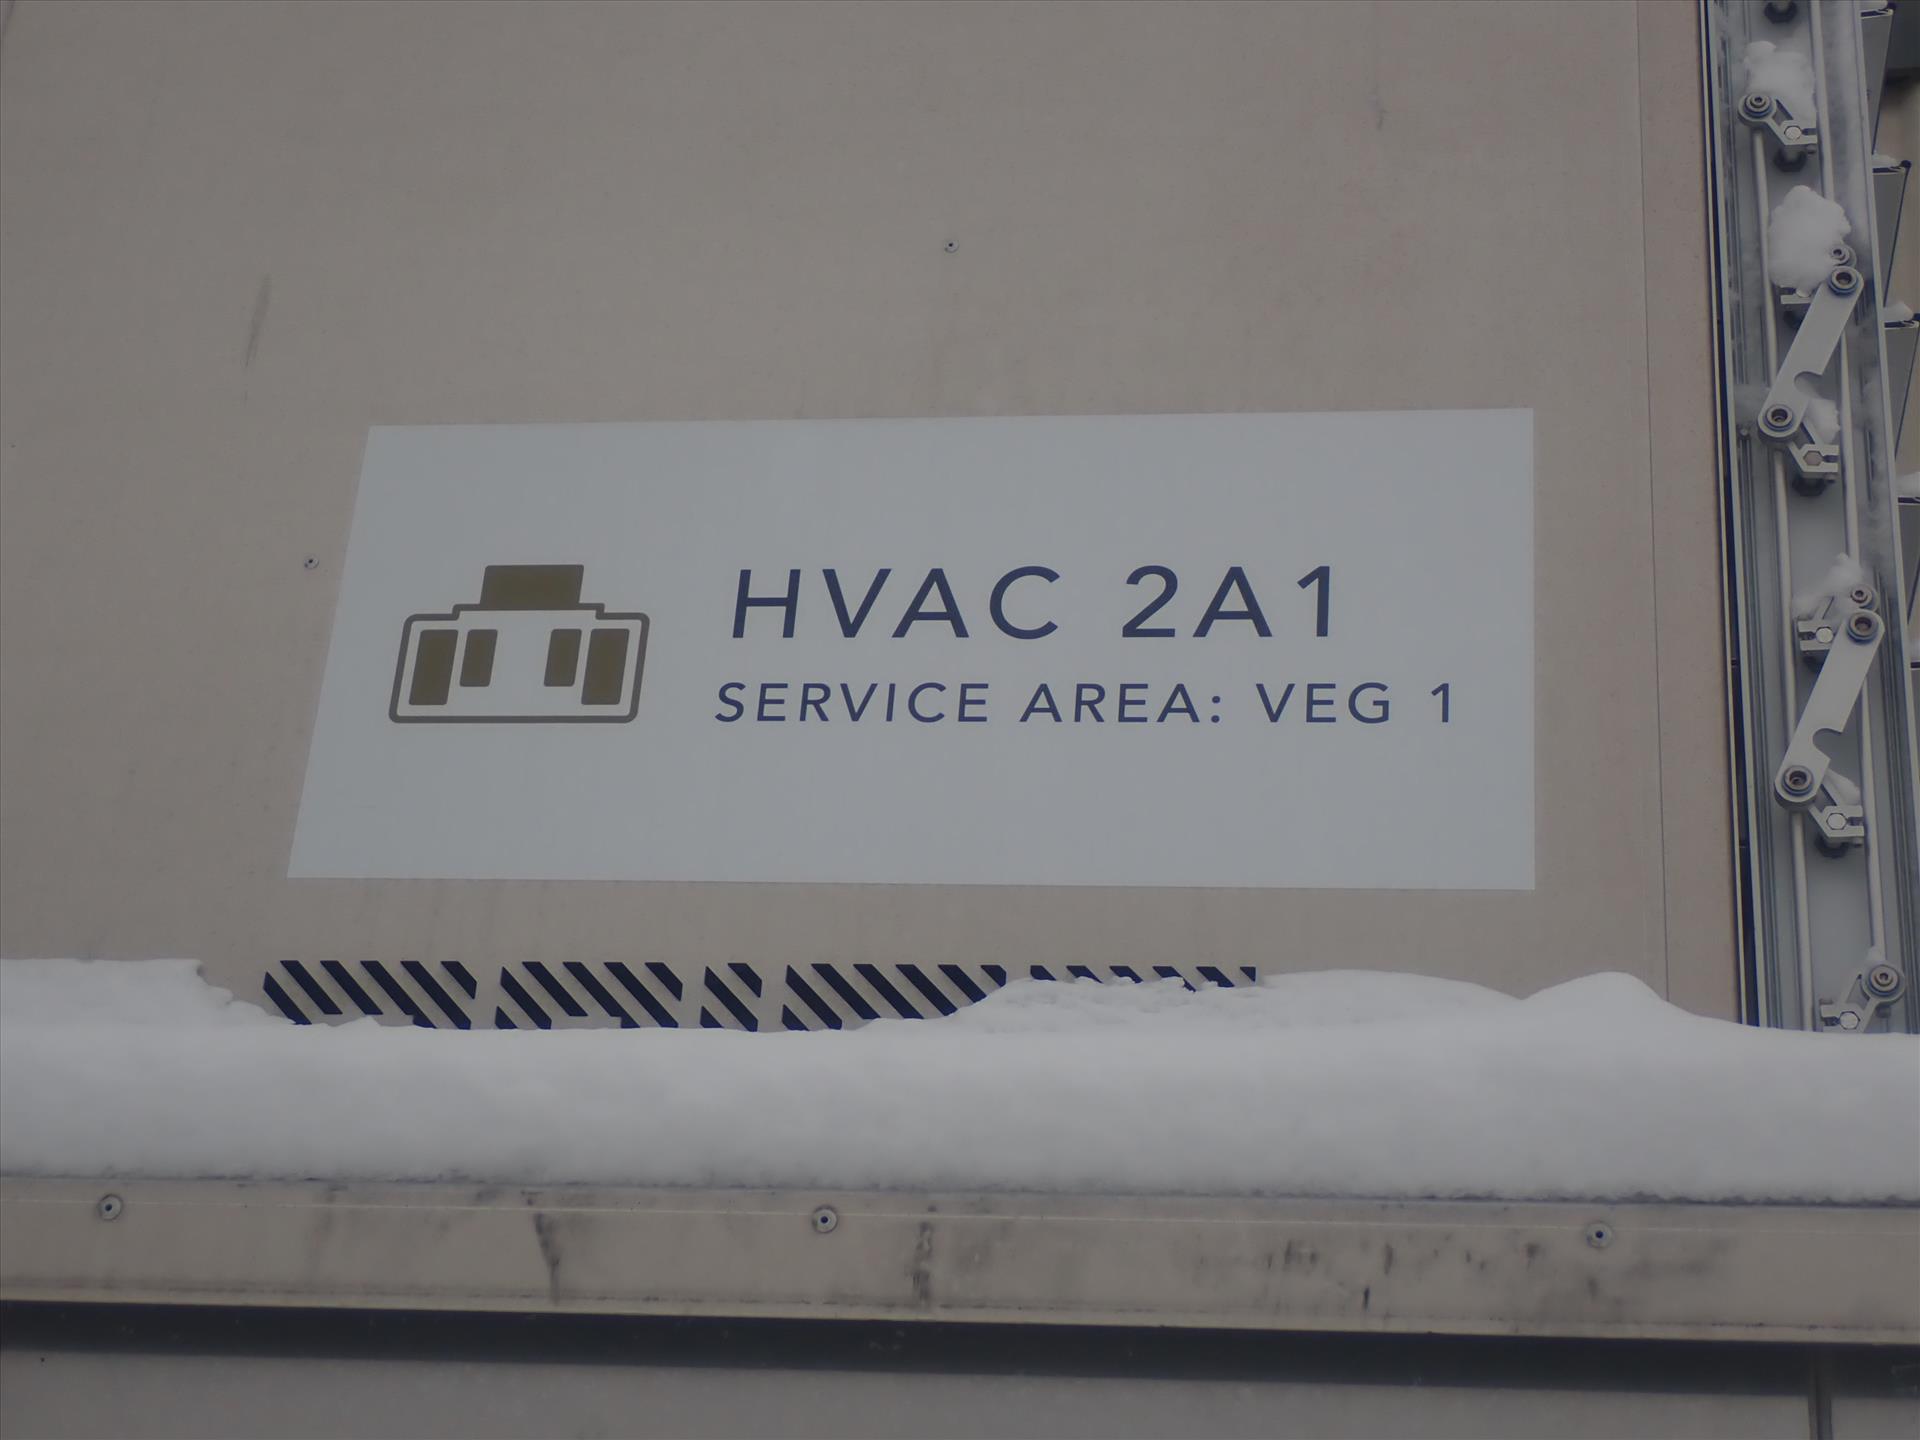 HVAC 2A1
SERVICE AREA: VEG 1